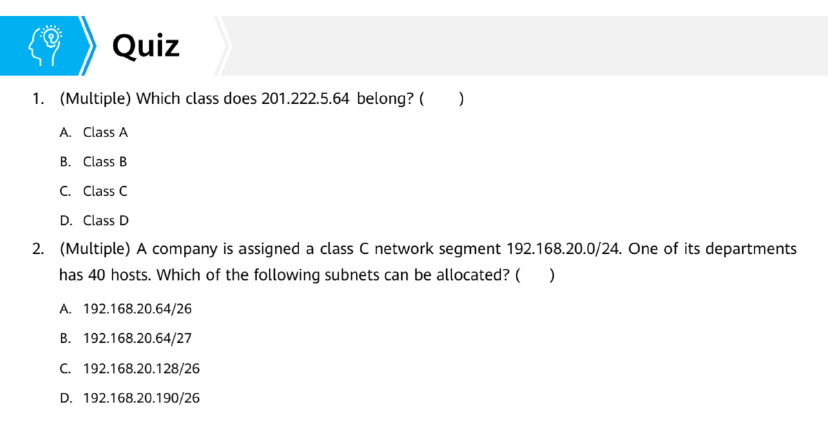 Quiz
1. (Multiple) Which class does 201.222.5.64 belong? ( )
A. Class A
B. Class B
C. Class C
D. Class D
2. (Multiple) A company is assigned a class C network segment 192.168.20.0/24. One of its departments
has 40 hosts. Which of the following subnets can be allocated? ( )
A. 192.168.20.64/26
B. 192.168.20.64/27
C. 192.168.20.128/26
D. 192.168.20.190/26